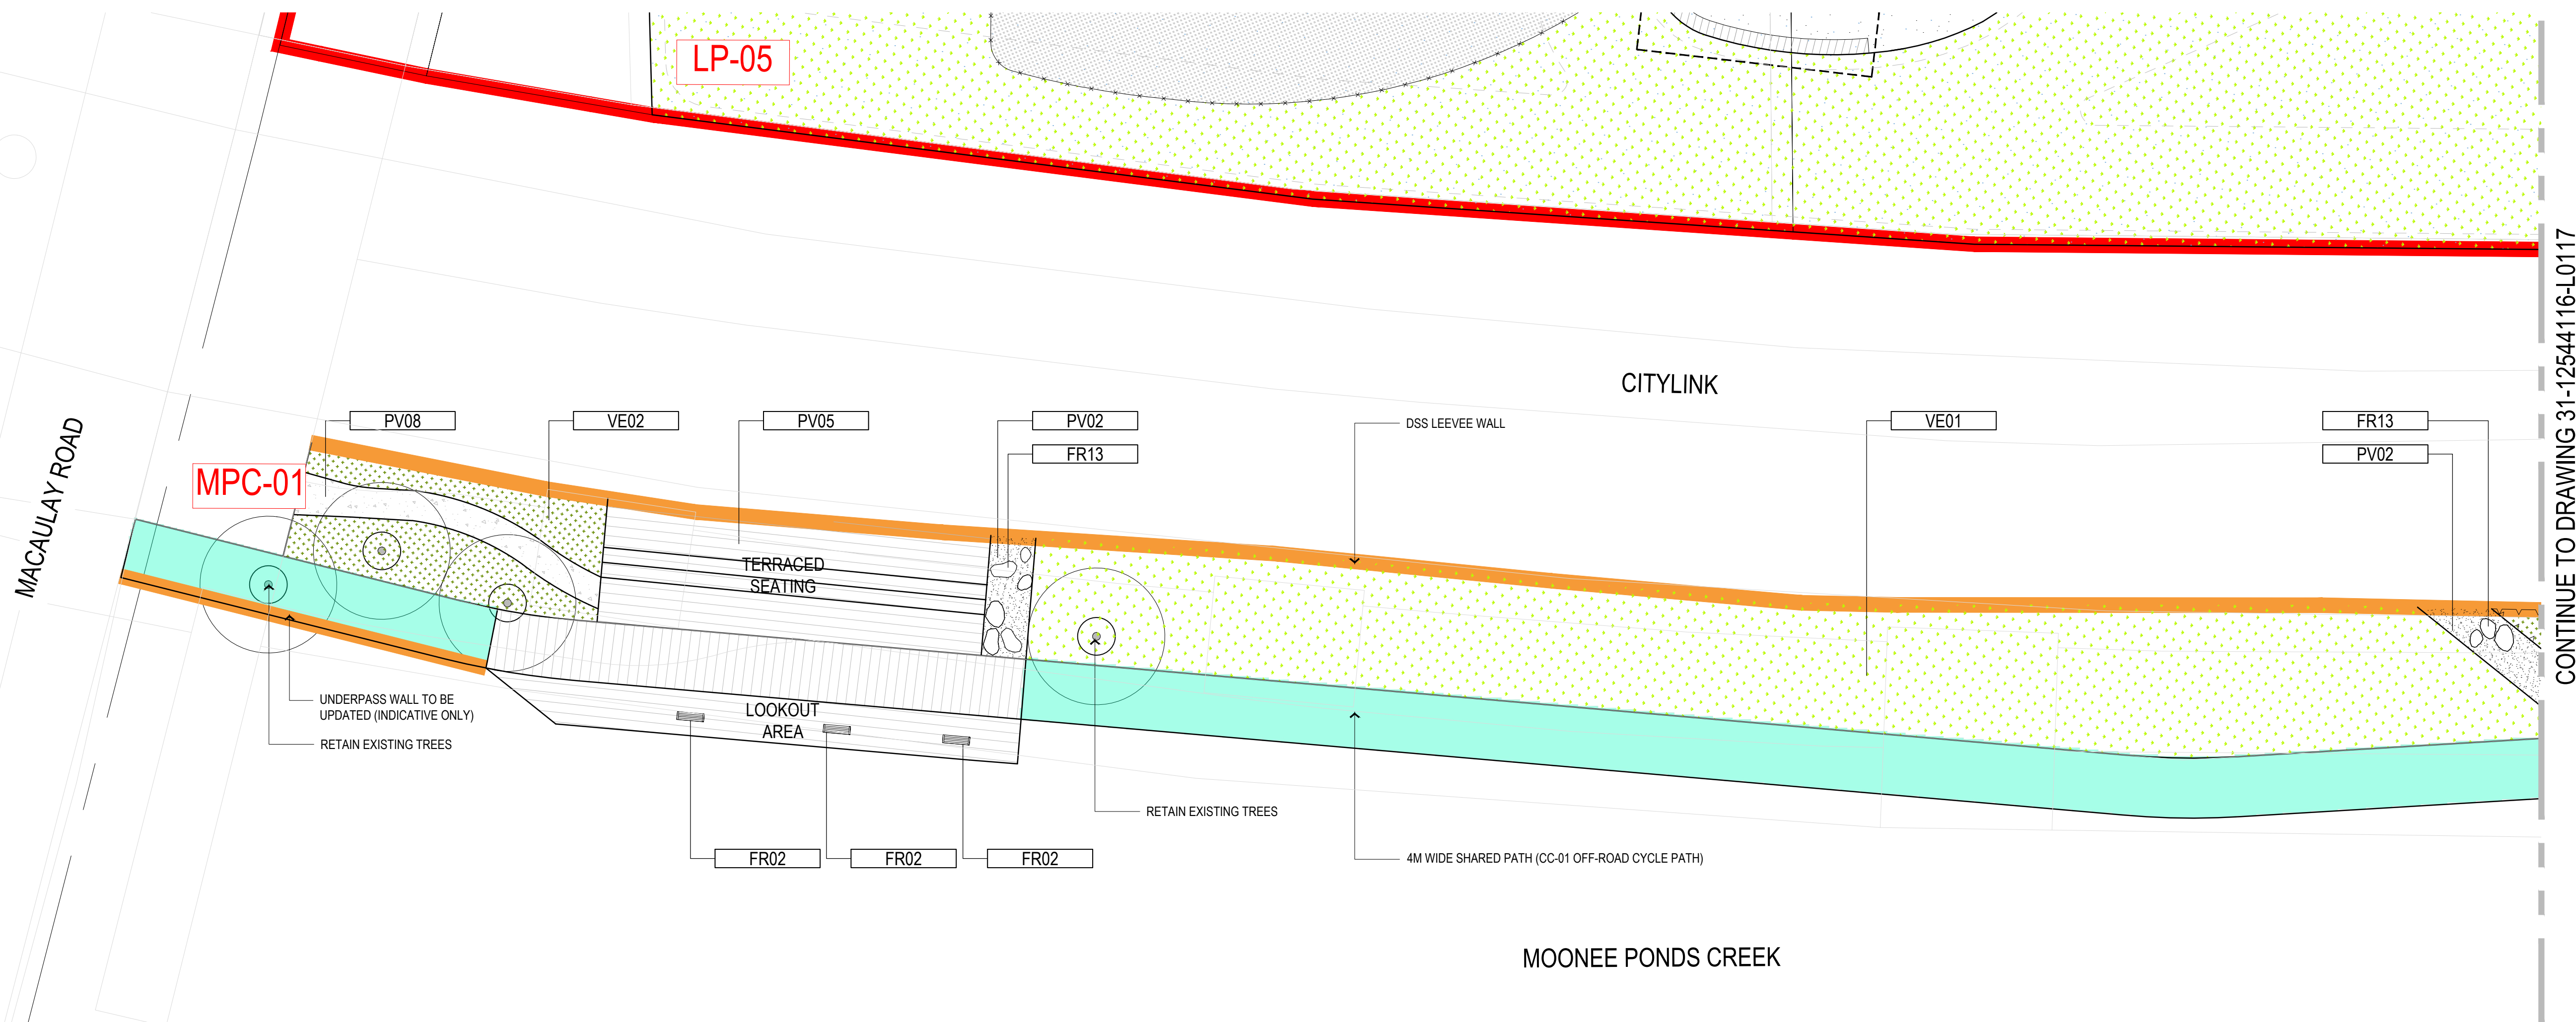 LP-05
CITYLINK
PV08
VE02
PV05
PV02
FR13
DSS LEEVEE WALL
VE01
FR13
PV02
MPC-01
MACAULAY ROAD
TERRACED
SEATING
UNDERPASS WALL TO BE
UPDATED (INDICATIVE ONLY)
RETAIN EXISTING TREES
LOOKOUT
AREA
RETAIN EXISTING TREES
FR02
FR02
FR02
4M WIDE SHARED PATH (CC-01 OFF-ROAD CYCLE PATH)
MOONEE PONDS CREEK
CONTINUE TO DRAWING 31-12544116-L0117